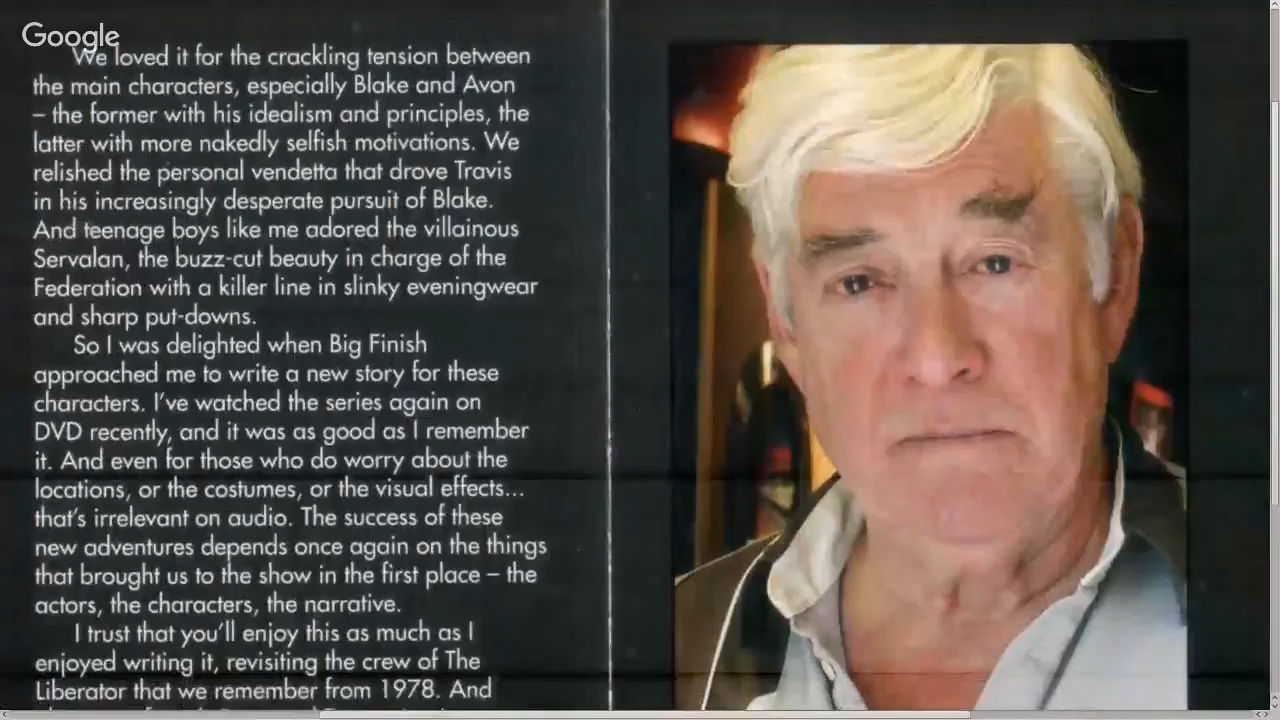 Google
We loved it for the crackling tension between
the main characters, especially Blake and Avon
– the former with his idealism and principles, the
latter with more nakedly selfish motivations. We
relished the personal vendetta that drove Travis
in his increasingly desperate pursuit of Blake.
And teenage boys like me adored the villainous
Servalan, the buzz-cut beauty in charge of the
Federation with a killer line in slinky eveningwear
and sharp put-downs.
So I was delighted when Big Finish
approached me to write a new story for these
characters. I've watched the series again on
DVD recently, and it was as good as I remember
it. And even for those who do worry about the
locations, or the costumes, or the visual effects...
that's irrelevant on audio. The success of these
new adventures depends once again on the things
that brought us to the show in the first place – the
actors, the characters, the narrative.
I trust that you'll enjoy this as much as I
enjoyed writing it, revisiting the crew of The
Liberator that we remember from 1978. And